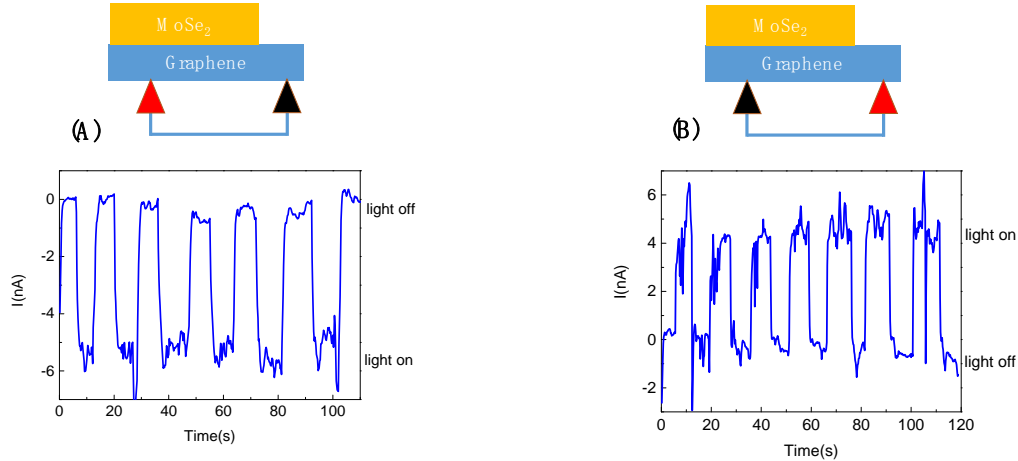 MoSe₂
Graphene
(A)
0
-2
-4
-6
I(nA)
light off
light on
0 20 40 60 80 100
Time(s)
MoSe₂
Graphene
(B)
6
4
2
0
-2
I(nA)
light on
light off
0 20 40 60 80 100 120
Time(s)